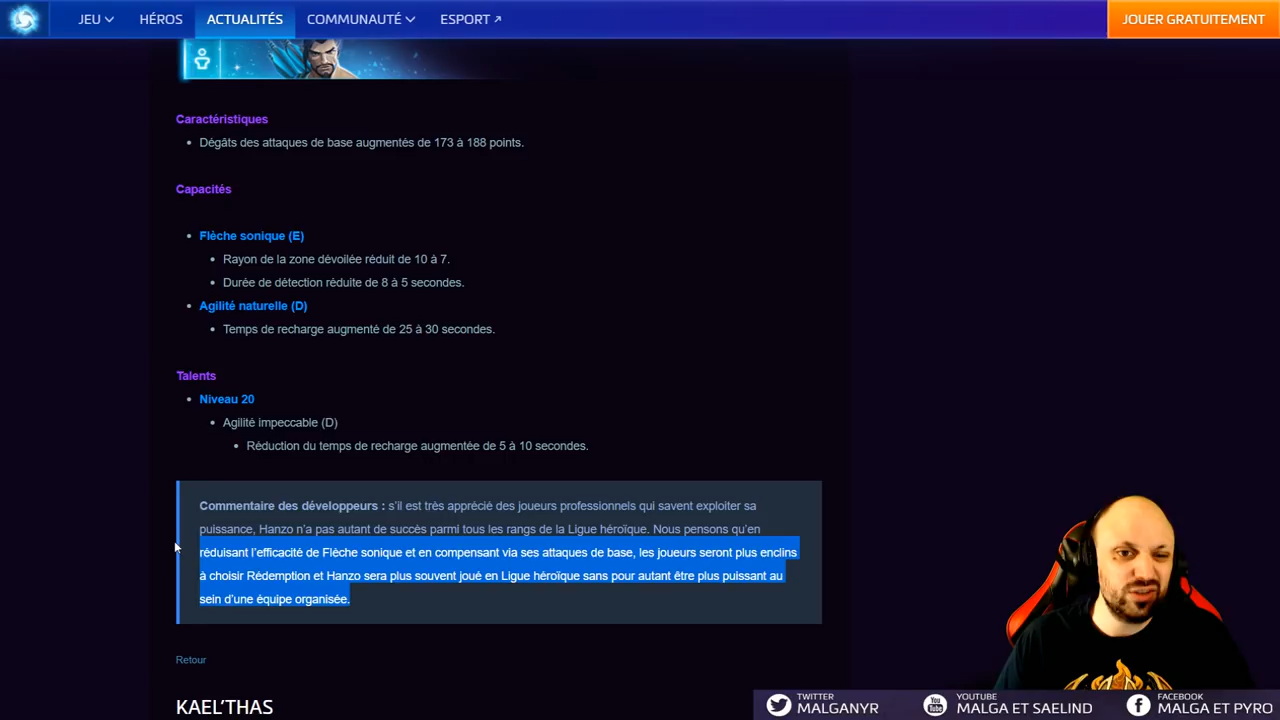 JEU HÉROS ACTUALITÉS COMMUNAUTÉ ESPORT JOUER GRATUITEMENT
Caractéristiques
Dégâts des attaques de base augmentés de 173 à 188 points.
Capacités
Flèche sonique (E)
Rayon de la zone dévoilée réduit de 10 à 7.
Durée de détection réduite de 8 à 5 secondes.
Agilité naturelle (D)
Temps de recharge augmenté de 25 à 30 secondes.
Talents
Niveau 20
Agilité impeccable (D)
Réduction du temps de recharge augmentée de 5 à 10 secondes.
Commentaire des développeurs : s'il est très apprécié des joueurs professionnels qui savent exploiter sa
puissance, Hanzo n'a pas autant de succès parmi tous les rangs de la Ligue héroïque. Nous pensons qu'en
réduisant l'efficacité de Flèche sonique et en compensant via ses attaques de base, les joueurs seront plus enclins
à choisir Rédemption et Hanzo sera plus souvent joué en Ligue héroïque sans pour autant être plus puissant au
sein d'une équipe organisée.
Retour
KAEL'THAS
TWITTER
MALGANYR
YOUTUBE
MALGA ET SAELIND
FACEBOOK
MALGA ET PYRO